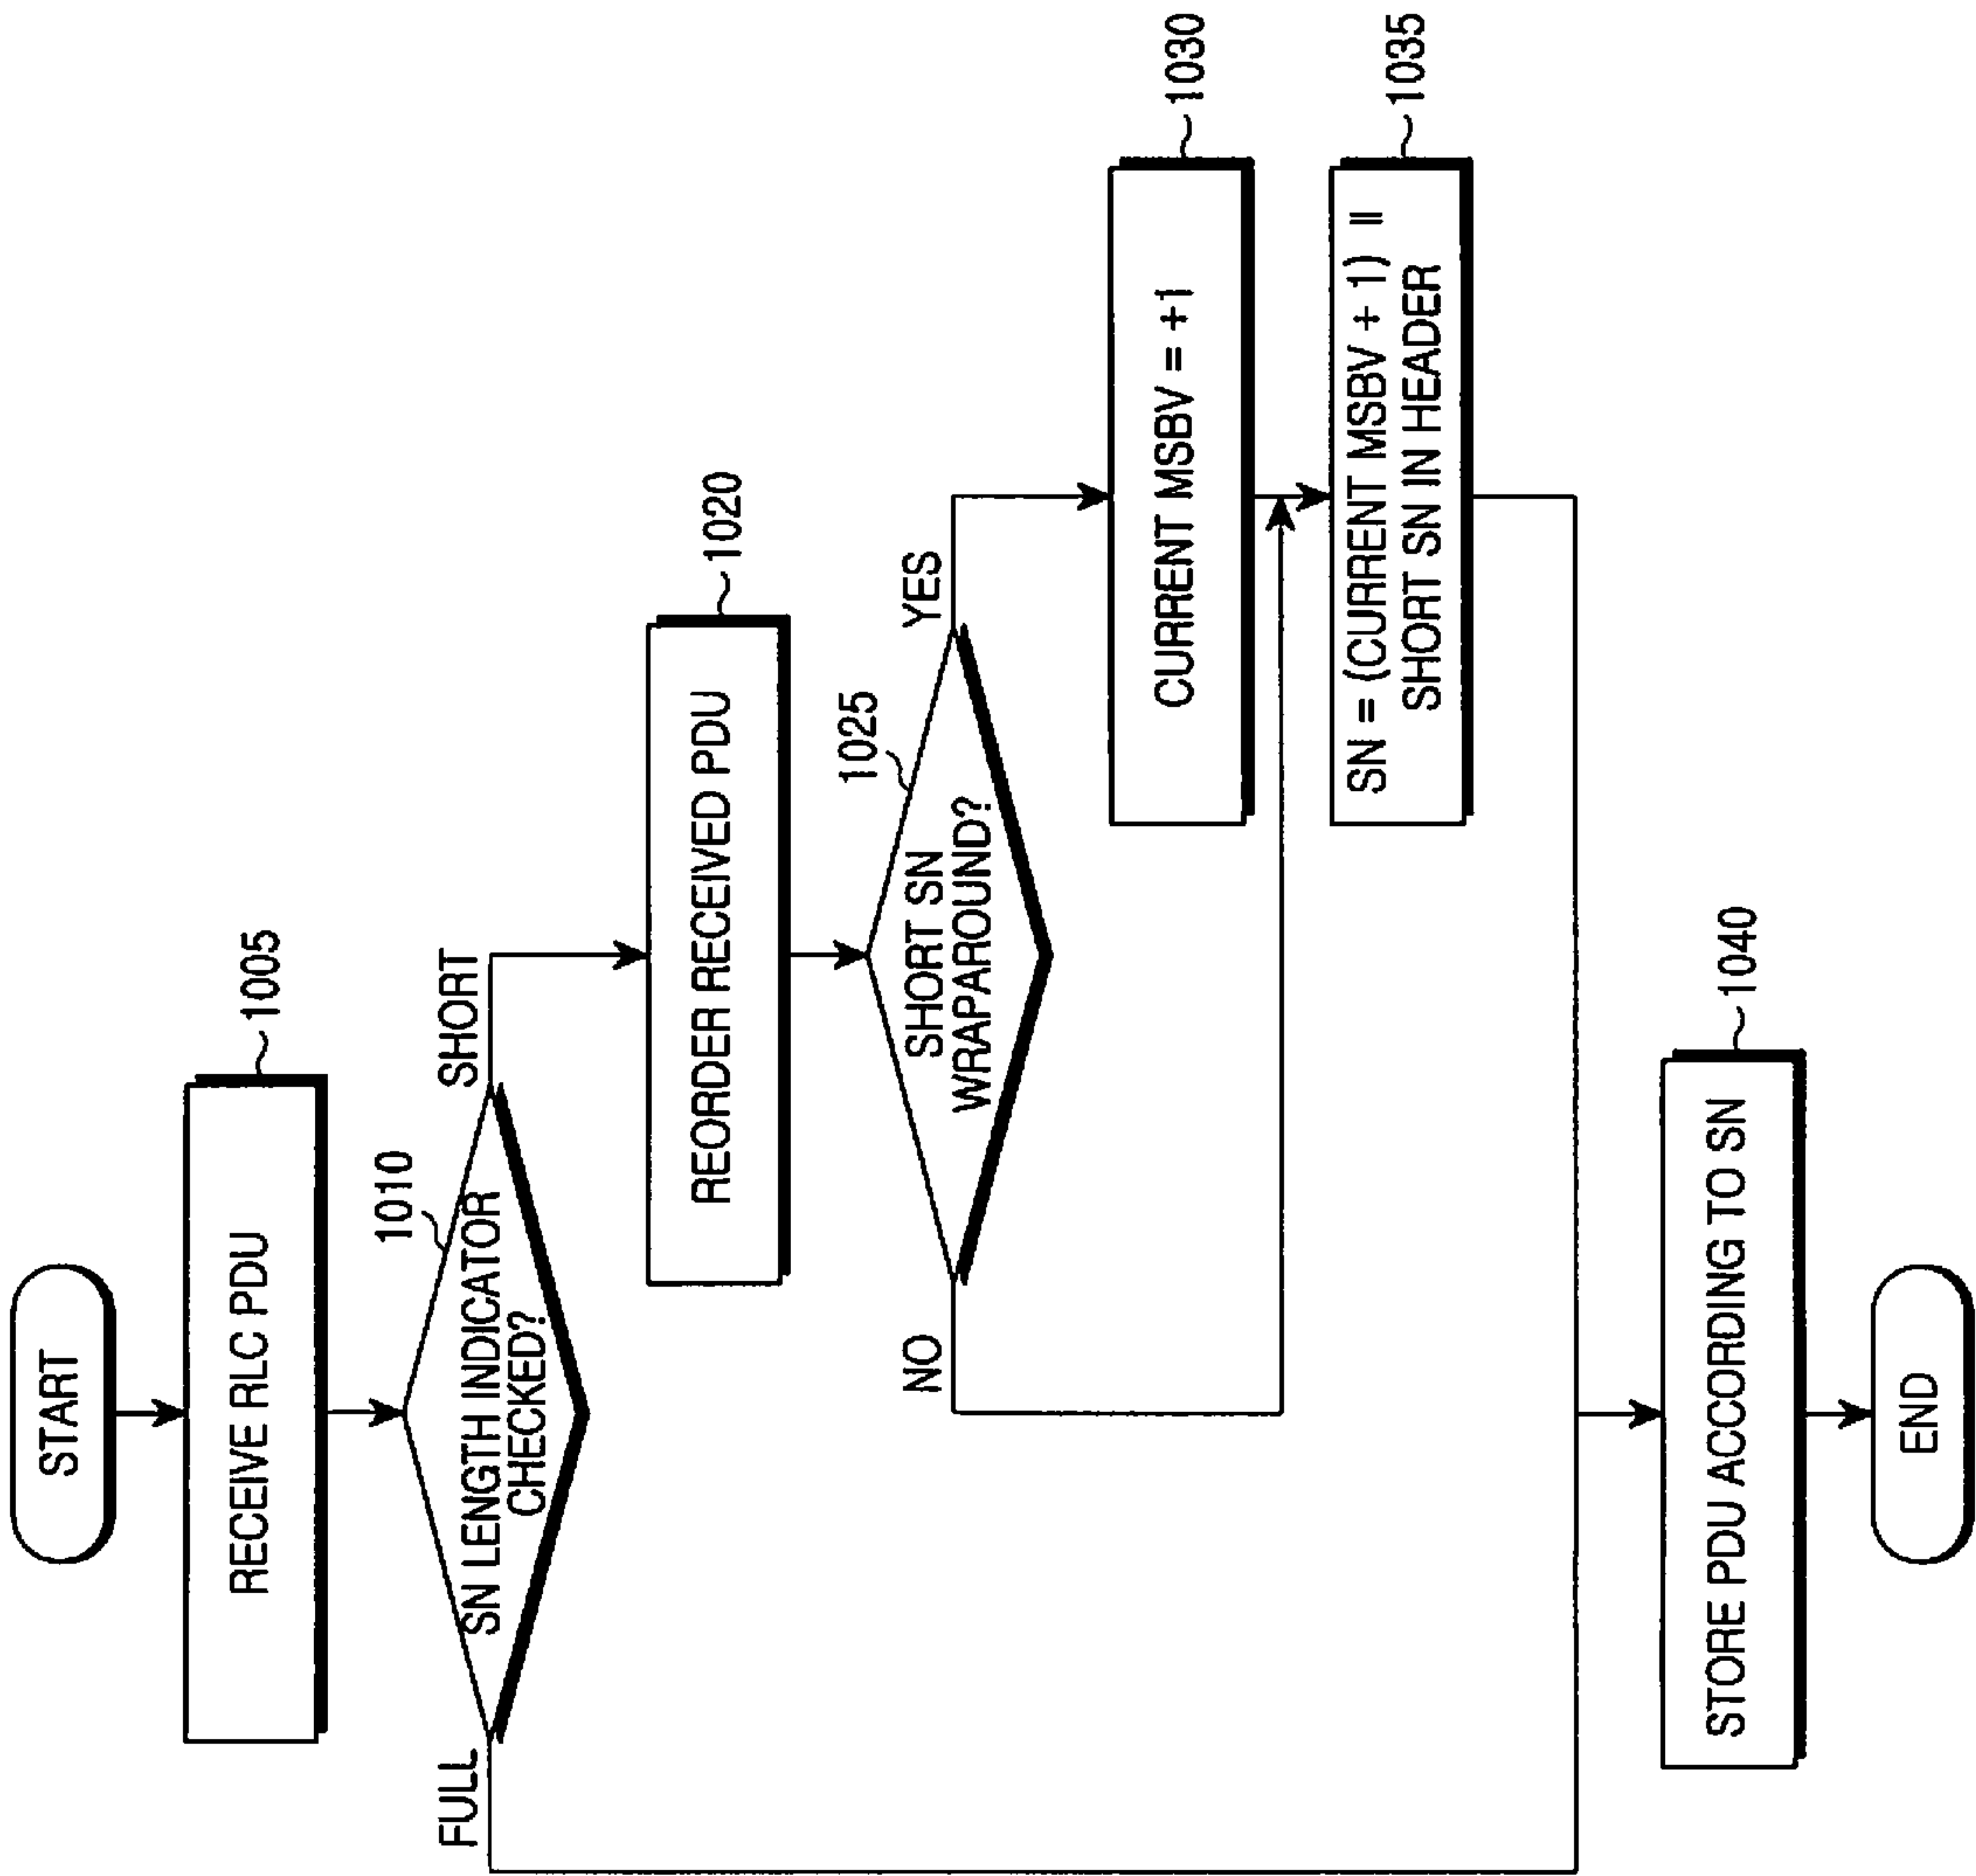 START
RECEIVE RLC PDU
1005
1010
SN LENGTH INDICATOR
CHECKED?
FULL
SHORT
REORDER RECEIVED PDU
1020
1025
SHORT SN
WRAPAROUND?
NO
YES
CURRENT MSBV = +1
1030
SN = (CURRENT MSBV + 1) ||
SHORT SN IN HEADER
1035
STORE PDU ACCORDING TO SN
1040
END